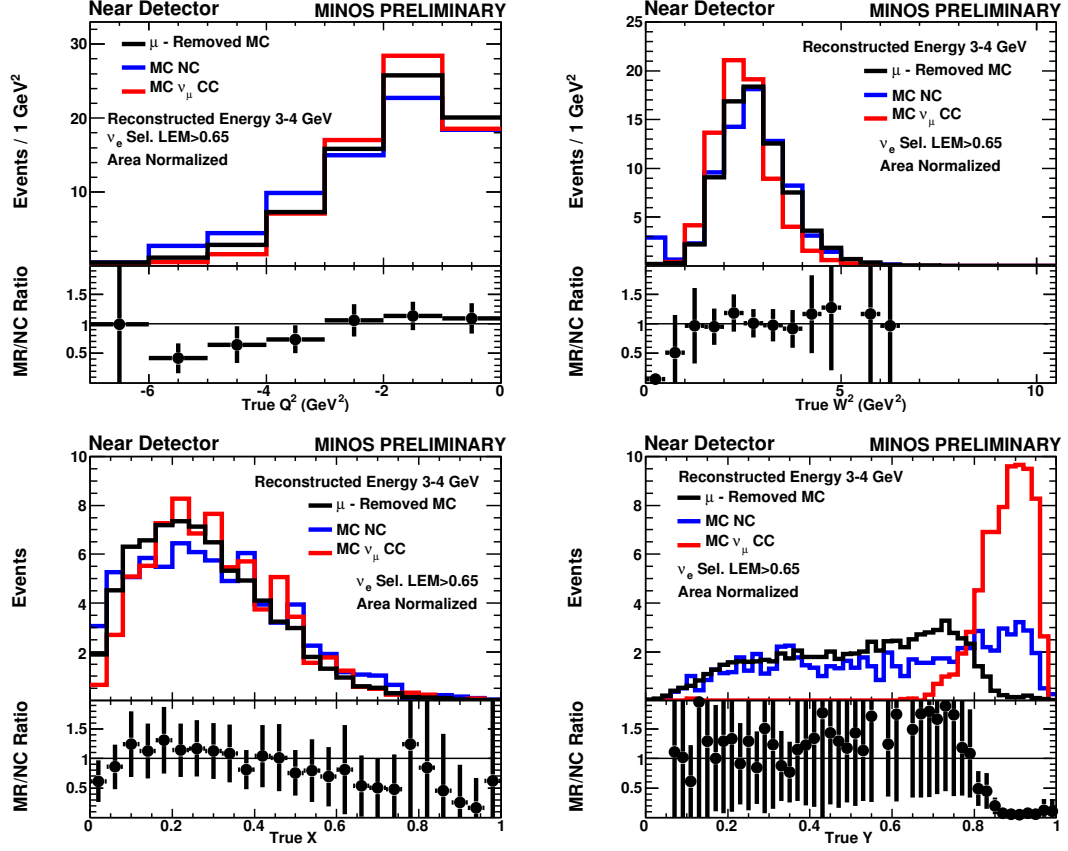 Near Detector MINOS PRELIMINARY
μ - Removed MC
MC NC
MC νμ CC
Reconstructed Energy 3-4 GeV
νe Sel. LEM>0.65
Area Normalized
Events / 1 GeV²
30
20
10
MR/NC Ratio
1.5
1
0.5
-6 -4 -2 0
True Q² (GeV²)
Near Detector MINOS PRELIMINARY
Reconstructed Energy 3-4 GeV
μ - Removed MC
MC NC
MC νμ CC
νe Sel. LEM>0.65
Area Normalized
Events / 1 GeV²
25
20
15
10
5
MR/NC Ratio
1.5
1
0.5
0 5 10
True W² (GeV²)
Near Detector MINOS PRELIMINARY
Reconstructed Energy 3-4 GeV
μ - Removed MC
MC NC
MC νμ CC
νe Sel. LEM>0.65
Area Normalized
Events
10
8
6
4
2
MR/NC Ratio
1.5
1
0.5
0 0.2 0.4 0.6 0.8 1
True X
Near Detector MINOS PRELIMINARY
Reconstructed Energy 3-4 GeV
μ - Removed MC
MC NC
MC νμ CC
νe Sel. LEM>0.65
Area Normalized
Events
10
8
6
4
2
MR/NC Ratio
1.5
1
0.5
0 0.2 0.4 0.6 0.8 1
True Y